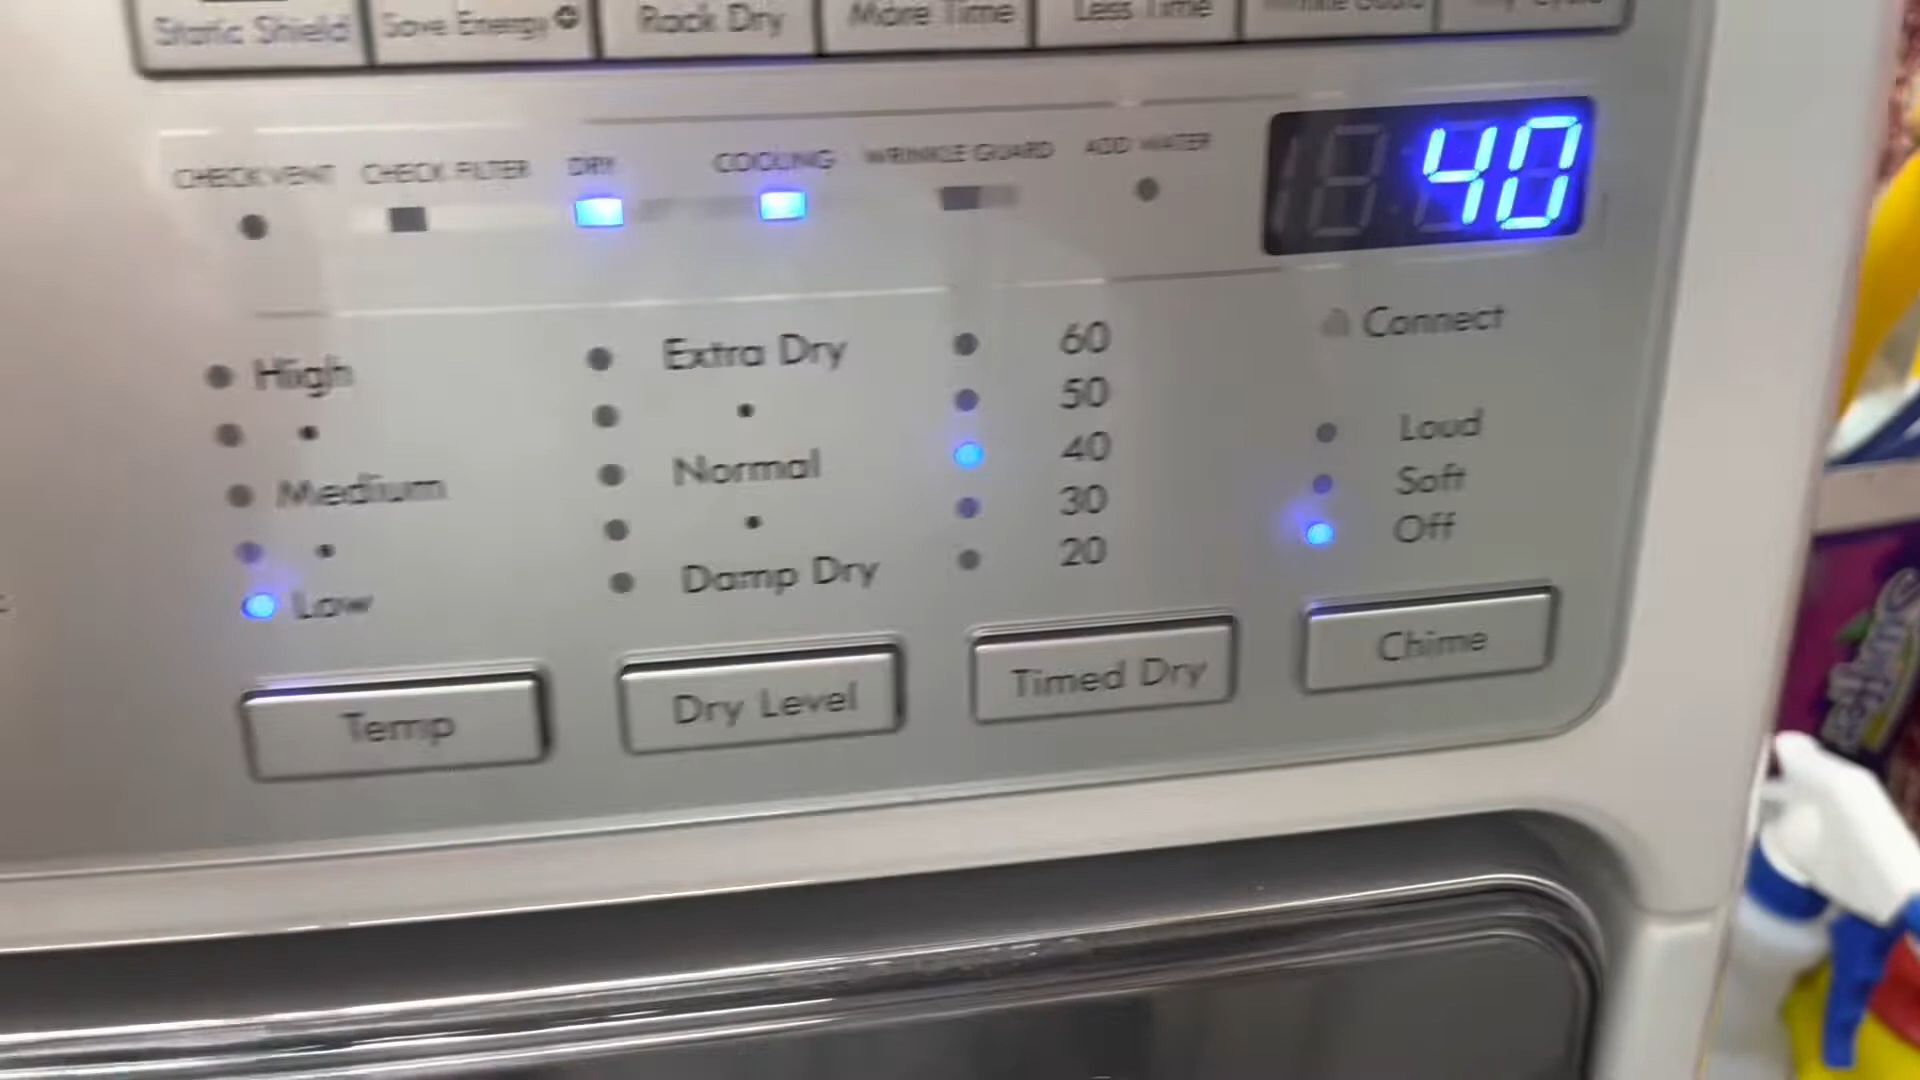 Static Shield
Save Energy
Rack Dry
More Time
Less Time
CHECK VENT
CHECK FILTER
DRY
COOLING
WRINKLE GUARD
ADD WATER
40
High
Medium
Low
Extra Dry
Normal
Damp Dry
60
50
40
30
20
Connect
Loud
Soft
Off
Temp
Dry Level
Timed Dry
Chime